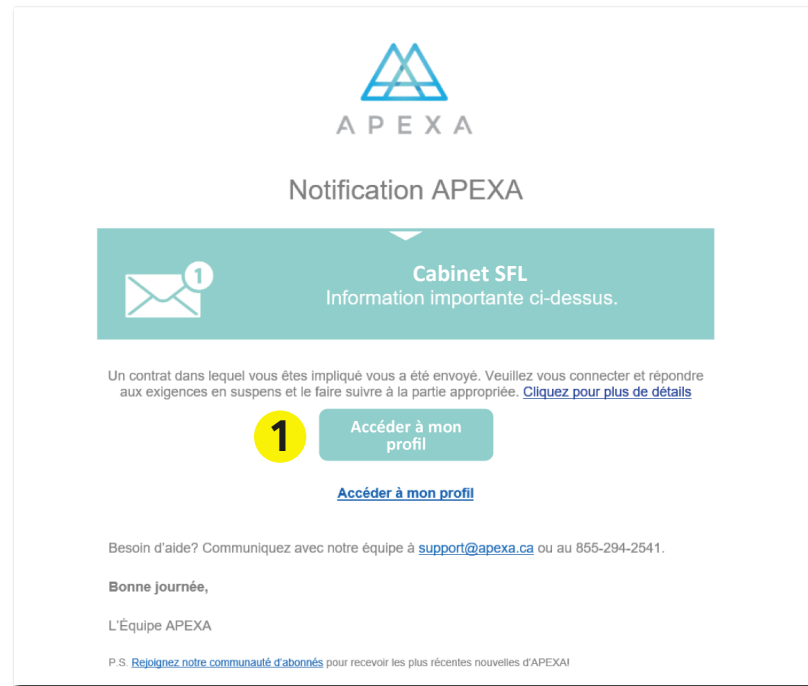 APEXA
Notification APEXA
1
Cabinet SFL
Information importante ci-dessus.
Un contrat dans lequel vous êtes impliqué vous a été envoyé. Veuillez vous connecter et répondre
aux exigences en suspens et le faire suivre à la partie appropriée. Cliquez pour plus de détails
1
Accéder à mon
profil
Accéder à mon profil
Besoin d'aide? Communiquez avec notre équipe à support@apexa.ca ou au 855-294-2541.
Bonne journée,
L'Èquipe APEXA
P.S. Rejoignez notre communauté d'abonnés pour recevoir les plus récentes nouvelles d'APEXA!